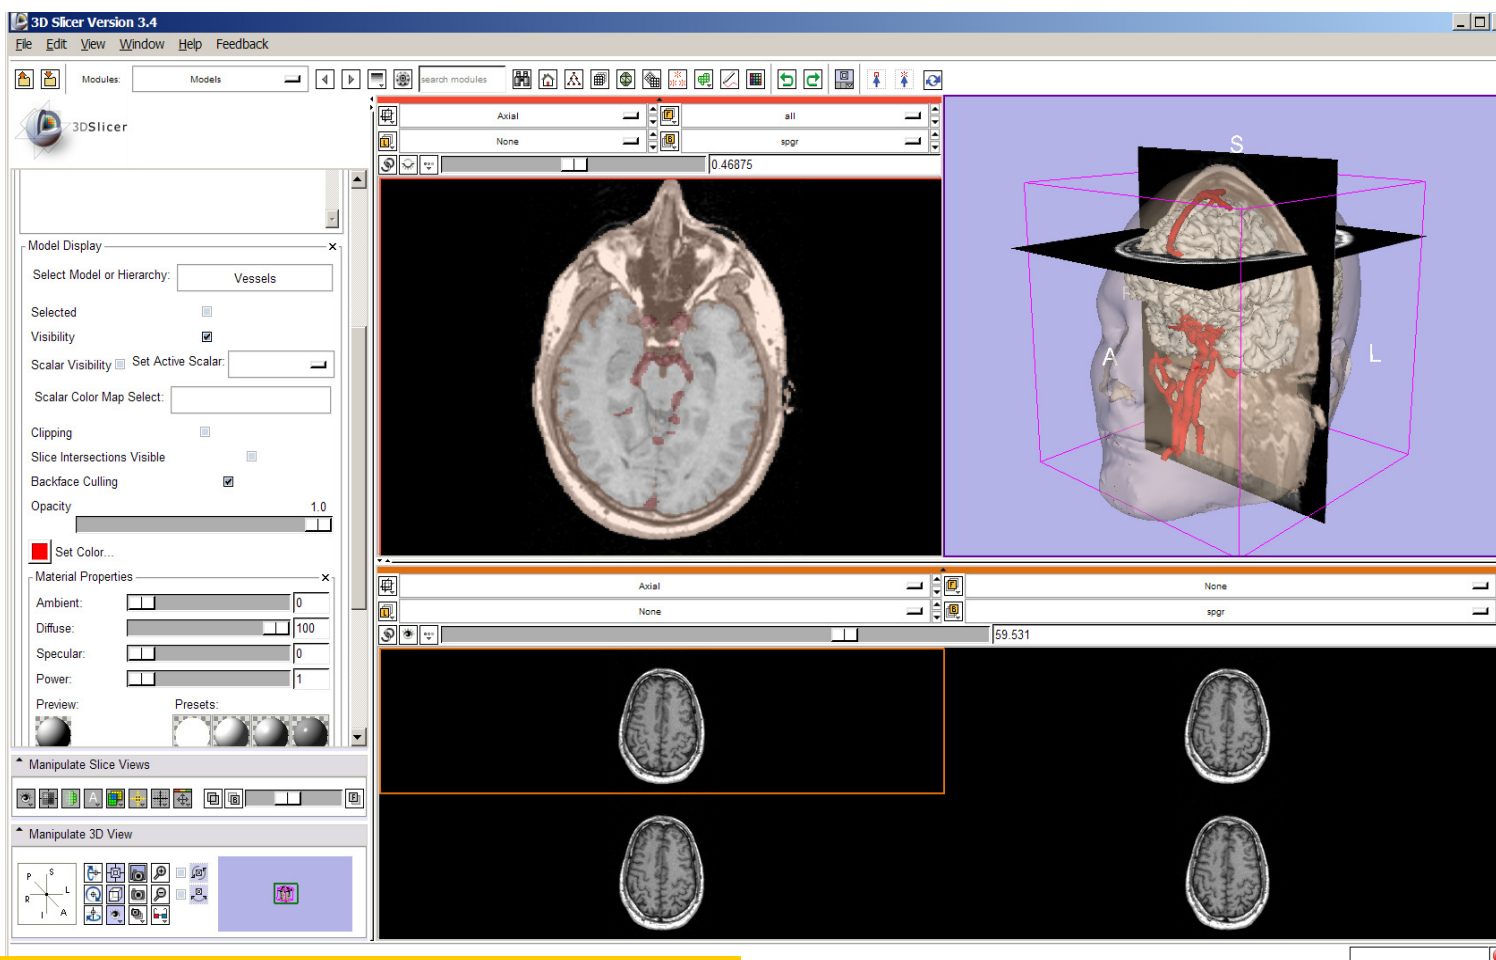 3D Slicer Version 3.4
File Edit View Window Help Feedback
Modules: Models search modules
3DSlicer
Axial all
None spgr
0.46875
S
A
L
Model Display
Select Model or Hierarchy: Vessels
Selected
Visibility
Scalar Visibility Set Active Scalar:
Scalar Color Map Select:
Clipping
Slice Intersections Visible
Backface Culling
Opacity 1.0
Set Color...
Material Properties
Ambient: 0
Diffuse: 100
Specular: 0
Power: 1
Preview: Presets:
Axial None
None spgr
59.531
Manipulate Slice Views
Manipulate 3D View
P S
R L
I A